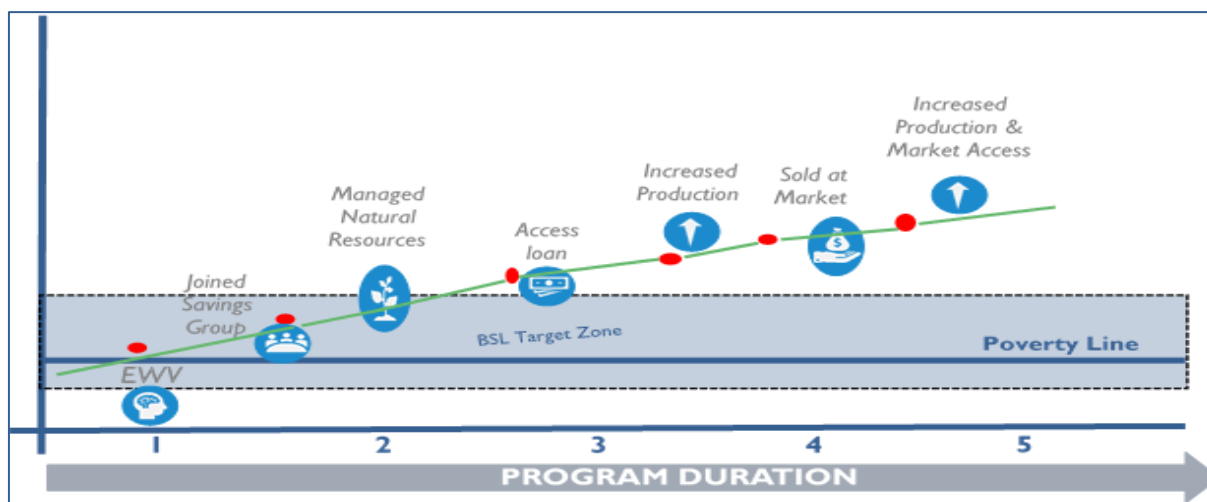 Increased
Production &
Market Access
Increased
Production
Sold at
Market
Managed
Natural
Resources
Access
loan
Joined
Savings
Group
BSL Target Zone
Poverty Line
EWV
$
1
2
3
4
5
PROGRAM DURATION